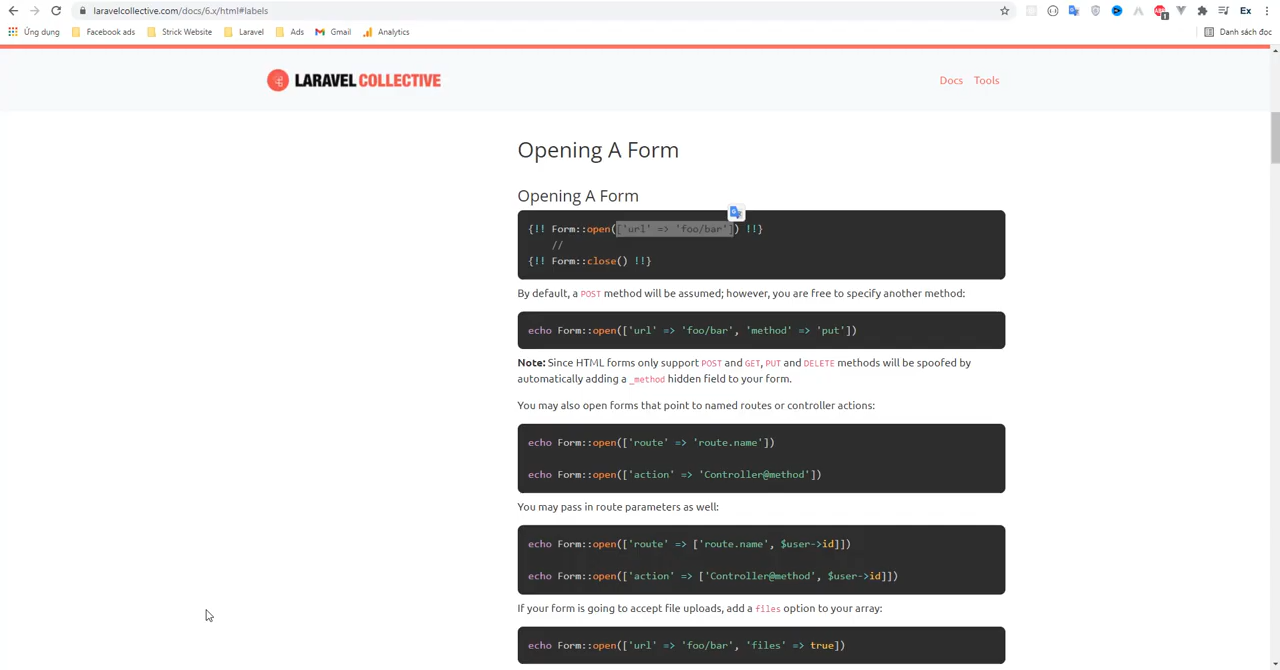 laravelcollective.com/docs/6.x/html#labels
1
Ex
Ứng dụng Facebook ads Strick Website Laravel Ads Gmail Analytics Danh sách đọc
LARAVEL COLLECTIVE
Docs Tools
Opening A Form
Opening A Form
{!! Form::open(['url' => 'foo/bar']) !!}
//
{!! Form::close() !!}
By default, a POST method will be assumed; however, you are free to specify another method:
echo Form::open(['url' => 'foo/bar', 'method' => 'put'])
Note: Since HTML forms only support POST and GET, PUT and DELETE methods will be spoofed by
automatically adding a _method hidden field to your form.
You may also open forms that point to named routes or controller actions:
echo Form::open(['route' => 'route.name'])
echo Form::open(['action' => 'Controller@method'])
You may pass in route parameters as well:
echo Form::open(['route' => ['route.name', $user->id]])
echo Form::open(['action' => ['Controller@method', $user->id]])
If your form is going to accept file uploads, add a files option to your array:
echo Form::open(['url' => 'foo/bar', 'files' => true])